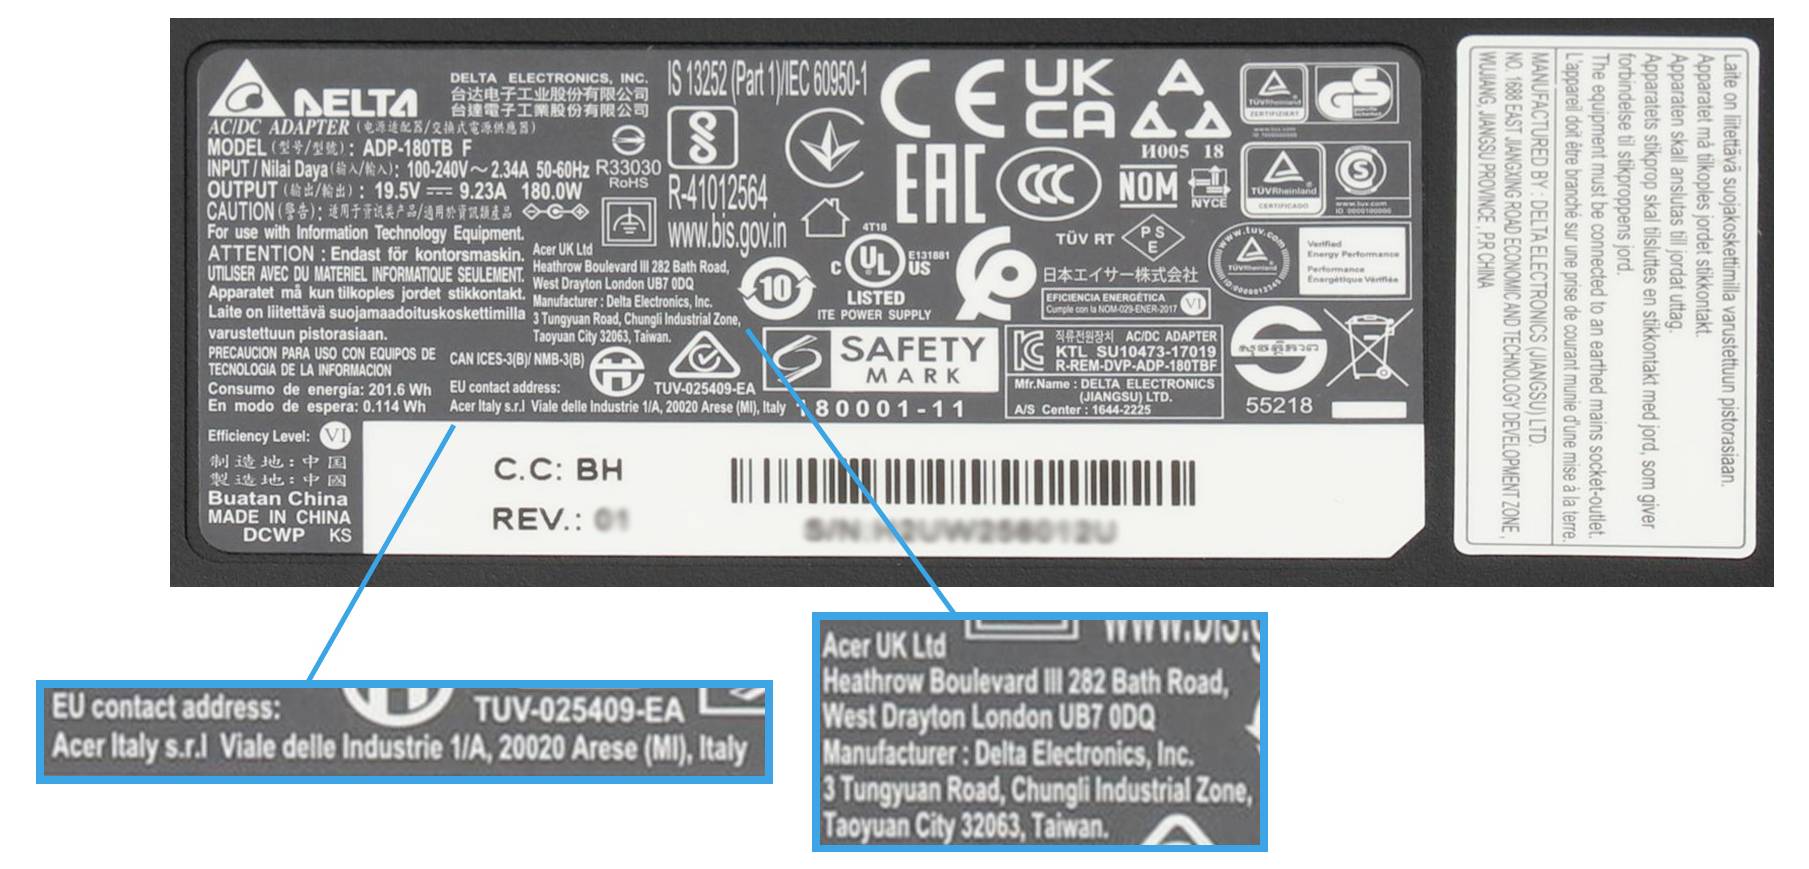 DELTA
DELTA ELECTRONICS, INC.
台达电子工业股份有限公司
台達電子工業股份有限公司
AC/DC ADAPTER (电源适配器/交換式電源供應器)
MODEL (型号/型號) : ADP-180TB F
INPUT / Nilai Daya (输入/輸入) : 100-240V ~ 2.34A 50-60Hz
OUTPUT (输出/輸出) : 19.5V ⎓ 9.23A 180.0W
CAUTION (警告) : 适用于资讯类产品/適用於資訊類產品
For use with Information Technology Equipment.
ATTENTION : Endast för kontorsmaskin.
UTILISER AVEC DU MATERIEL INFORMATIQUE SEULEMENT.
Apparatet må kun tilkoples jordet stikkontakt.
Laite on liitettävä suojamaadoituskoskettimilla
varustettuun pistorasiaan.
PRECAUCION PARA USO CON EQUIPOS DE
TECNOLOGIA DE LA INFORMACION
Consumo de energía: 201.6 Wh
En modo de espera: 0.114 Wh
Efficiency Level: VI
制造地：中国
製造地：中國
Buatan China
MADE IN CHINA
DCWP KS
R33030
RoHS
IS 13252 (Part 1)/IEC 60950-1
R-41012564
www.bis.gov.in
Acer UK Ltd
Heathrow Boulevard III 282 Bath Road,
West Drayton London UB7 0DQ
Manufacturer : Delta Electronics, Inc.
3 Tungyuan Road, Chungli Industrial Zone,
Taoyuan City 32063, Taiwan.
CAN ICES-3(B)/ NMB-3(B)
EU contact address:
TUV-025409-EA
Acer Italy s.r.l Viale delle Industrie 1/A, 20020 Arese (MI), Italy
10
CE
UK
CA
И005 18
EAC
CCC
NOM
NYCE
4T18
C UL US
E131881
LISTED
ITE POWER SUPPLY
TÜV RT
PS
E
日本エイサー株式会社
EFICIENCIA ENERGÉTICA
Cumple con la NOM-029-ENER-2017
VI
TÜVRheinland
ZERTIFIZIERT
GS
TÜVRheinland
CERTIFICADO
S
www.tuv.com
www.tuv.com
TÜVRheinland
Verified
Energy Performance
Performance
Énergétique Vérifiée
SAFETY
MARK
180001-11
직류전원장치 AC/DC ADAPTER
KTL SU10473-17019
R-REM-DVP-ADP-180TBF
Mfr.Name : DELTA ELECTRONICS
(JIANGSU) LTD.
A/S Center : 1644-2225
55218
C.C: BH
REV.: 01
S/N:
Laite on liitettävä suojakoskettimilla varustettuun pistorasiaan.
Apparatet må tilkoples jordet stikkontakt.
Apparaten skall anslutas till jordat uttag.
Apparatets stikprop skal tilsluttes en stikkontakt med jord, som giver
forbindelse til stikproppens jord.
The equipment must be connected to an earthed mains socket-outlet.
L'appareil doit être branché sur une prise de courant munie d'une mise à la terre.
MANUFACTURED BY : DELTA ELECTRONICS (JIANGSU) LTD.
NO. 1688 EAST JIANGXING ROAD ECONOMIC AND TECHNOLOGY DEVELOPMENT ZONE ,
WUJIANG, JIANGSU PROVINCE , P.R CHINA
EU contact address:
TUV-025409-EA
Acer Italy s.r.l Viale delle Industrie 1/A, 20020 Arese (MI), Italy
Acer UK Ltd
Heathrow Boulevard III 282 Bath Road,
West Drayton London UB7 0DQ
Manufacturer : Delta Electronics, Inc.
3 Tungyuan Road, Chungli Industrial Zone,
Taoyuan City 32063, Taiwan.